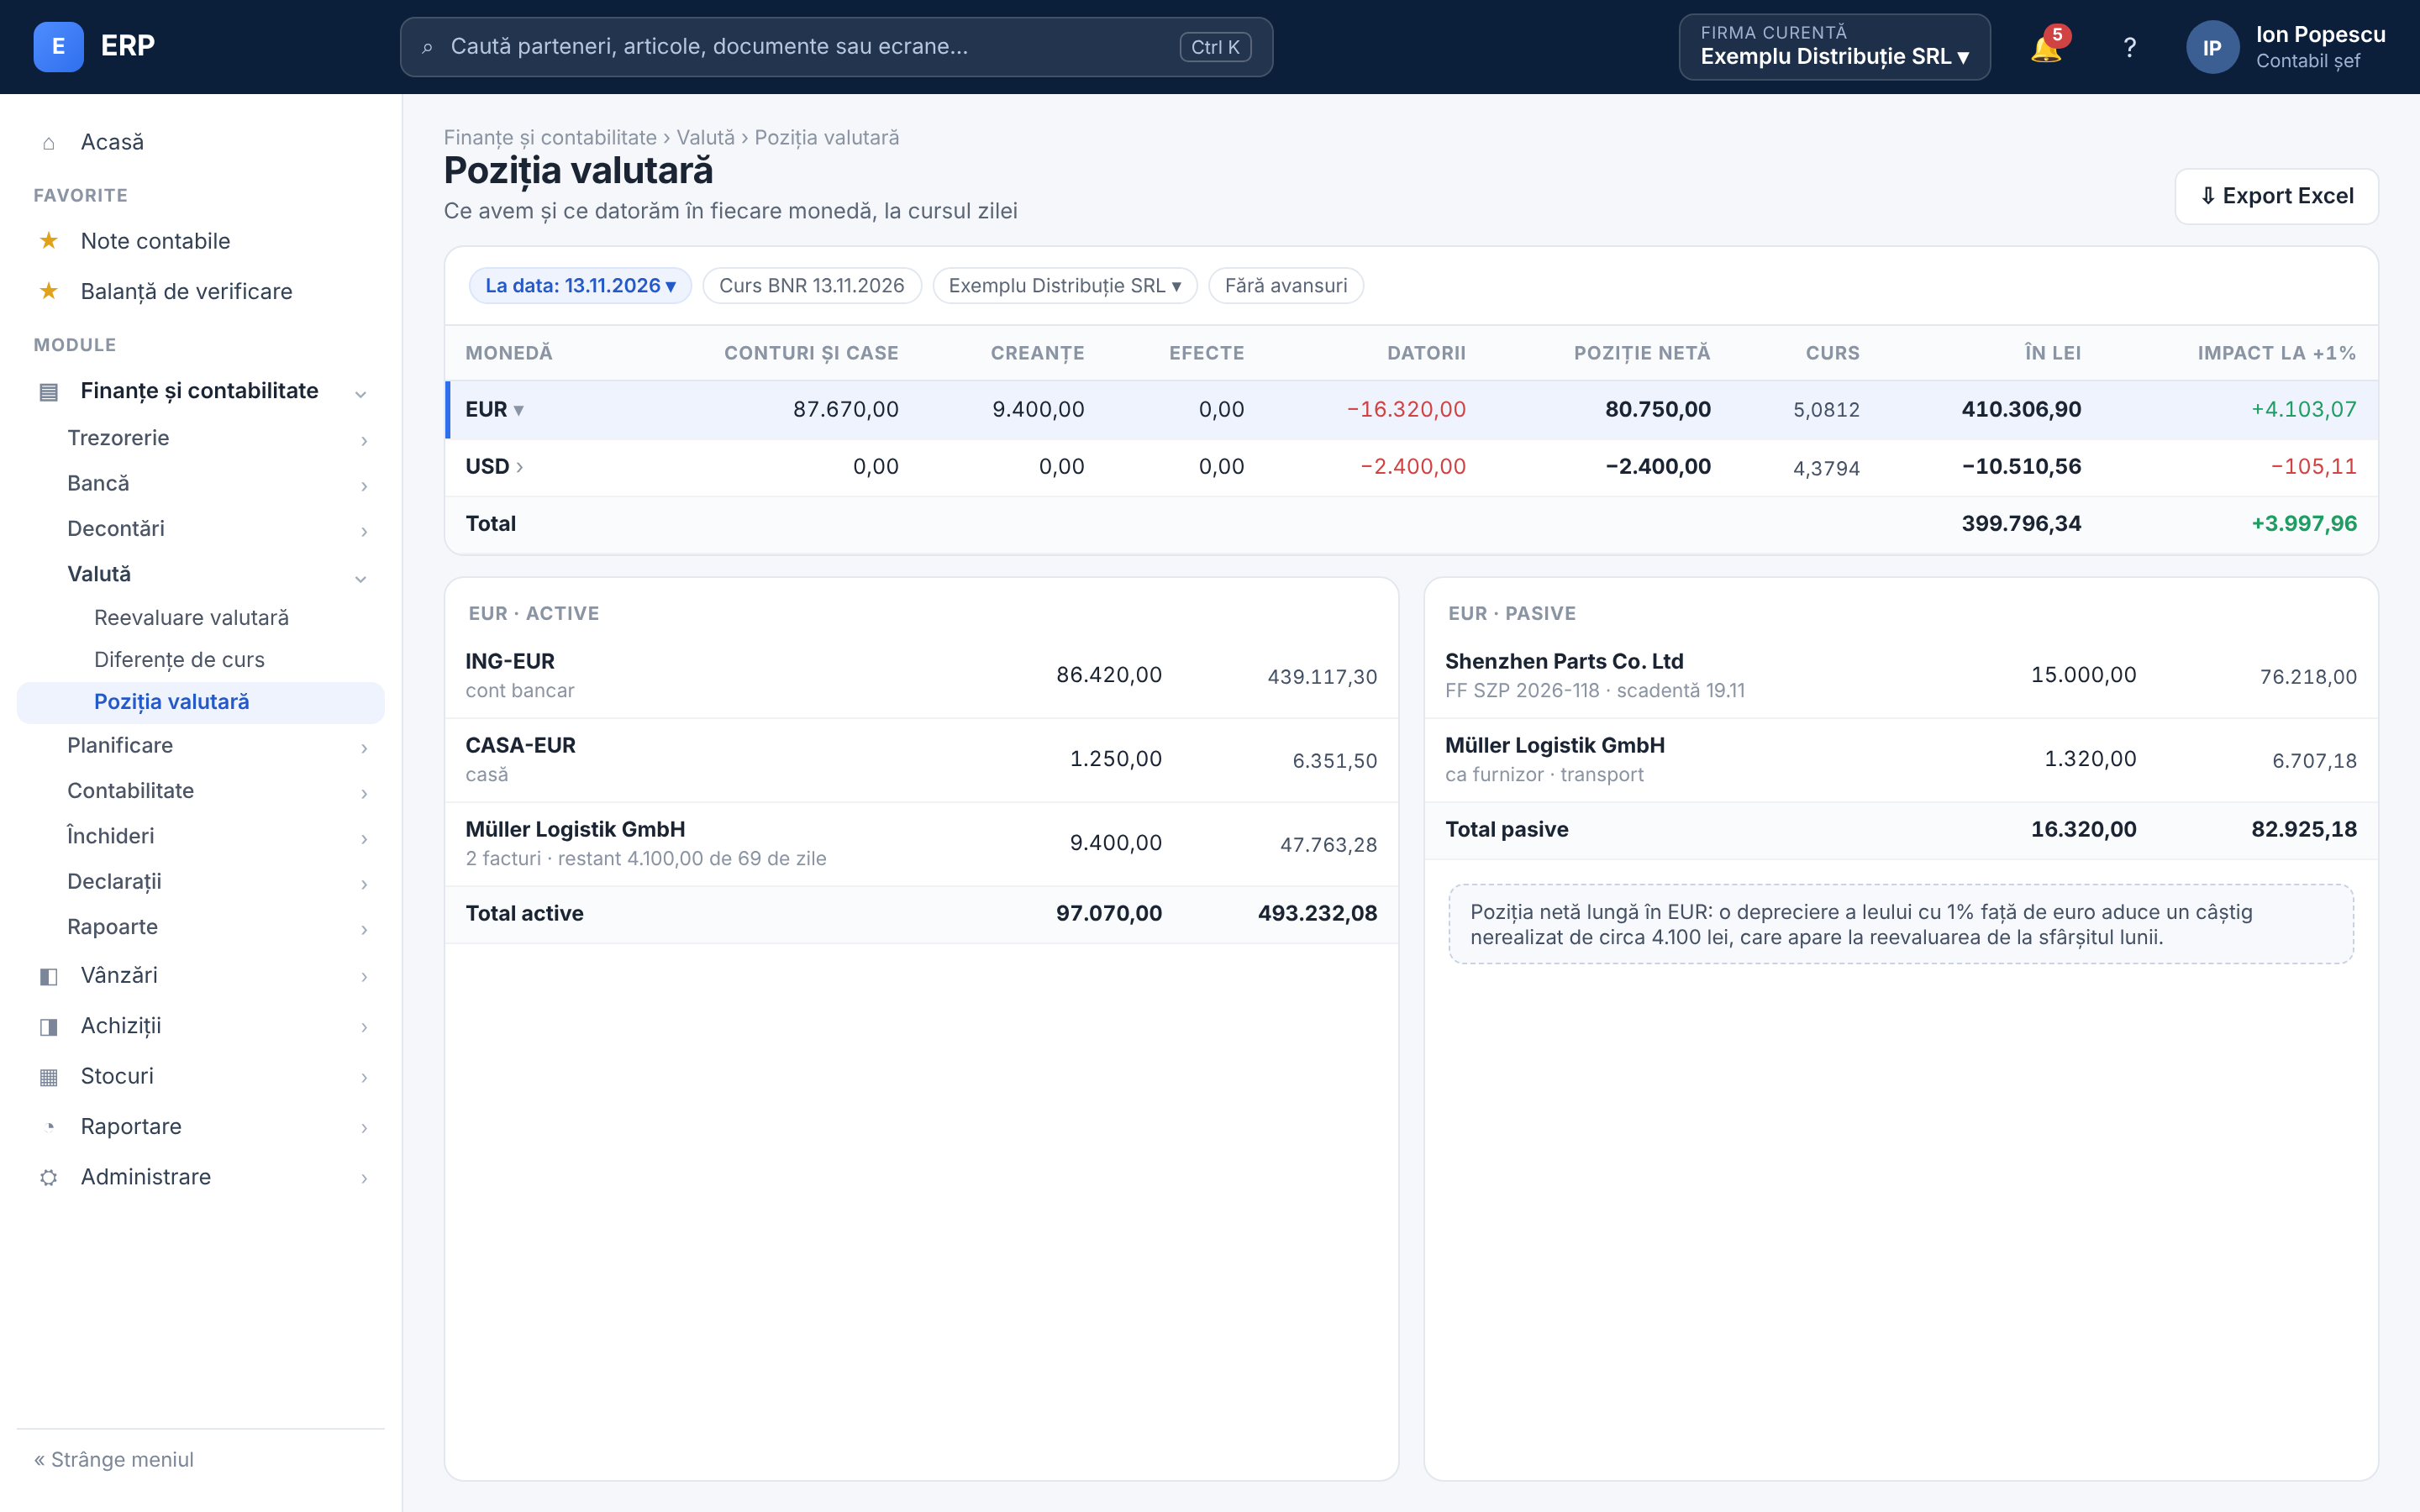 E ERP
Caută parteneri, articole, documente sau ecrane... Ctrl K
FIRMA CURENTĂ
Exemplu Distribuție SRL ▾
5
?
IP
Ion Popescu
Contabil șef
Acasă
FAVORITE
★ Note contabile
★ Balanță de verificare
MODULE
Finanțe și contabilitate
Trezorerie ›
Bancă ›
Decontări ›
Valută
Reevaluare valutară
Diferențe de curs
Poziția valutară
Planificare ›
Contabilitate ›
Închideri ›
Declarații ›
Rapoarte ›
Vânzări ›
Achiziții ›
Stocuri ›
Raportare ›
Administrare ›
« Strânge meniul
Finanțe și contabilitate › Valută › Poziția valutară
Poziția valutară
Ce avem și ce datorăm în fiecare monedă, la cursul zilei
⇩ Export Excel
La data: 13.11.2026 ▾ Curs BNR 13.11.2026 Exemplu Distribuție SRL ▾ Fără avansuri
MONEDĂ CONTURI ȘI CASE CREANȚE EFECTE DATORII POZIȚIE NETĂ CURS ÎN LEI IMPACT LA +1%
EUR ▾ 87.670,00 9.400,00 0,00 −16.320,00 80.750,00 5,0812 410.306,90 +4.103,07
USD › 0,00 0,00 0,00 −2.400,00 −2.400,00 4,3794 −10.510,56 −105,11
Total 399.796,34 +3.997,96
EUR · ACTIVE
ING-EUR 86.420,00 439.117,30
cont bancar
CASA-EUR 1.250,00 6.351,50
casă
Müller Logistik GmbH 9.400,00 47.763,28
2 facturi · restant 4.100,00 de 69 de zile
Total active 97.070,00 493.232,08
EUR · PASIVE
Shenzhen Parts Co. Ltd 15.000,00 76.218,00
FF SZP 2026-118 · scadentă 19.11
Müller Logistik GmbH 1.320,00 6.707,18
ca furnizor · transport
Total pasive 16.320,00 82.925,18
Poziția netă lungă în EUR: o depreciere a leului cu 1% față de euro aduce un câștig
nerealizat de circa 4.100 lei, care apare la reevaluarea de la sfârșitul lunii.